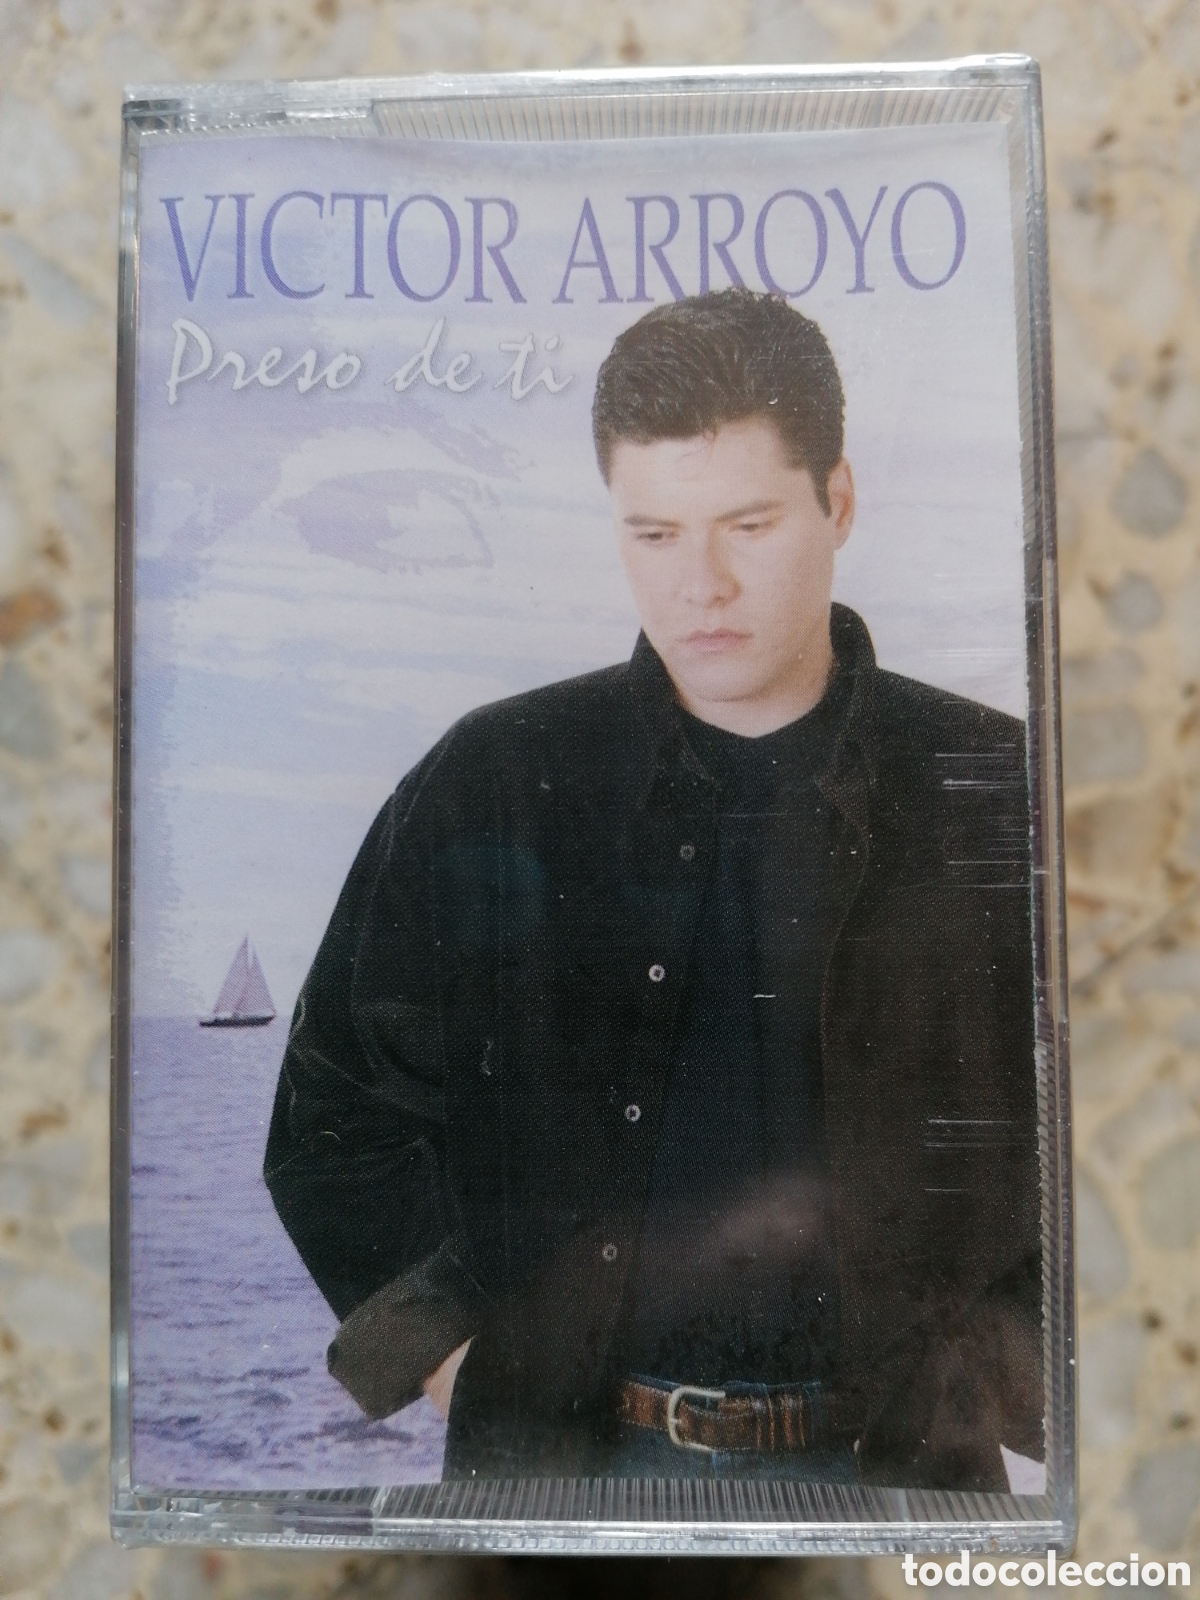 VICTOR ARROYO
Preso de ti
todocoleccion